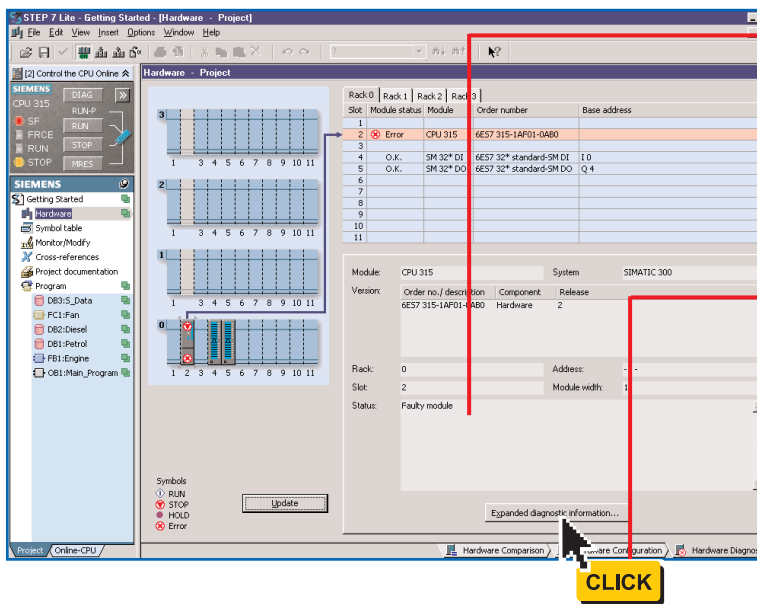 STEP 7 Lite - Getting Started - [Hardware - Project]
File Edit View Insert Options Window Help
?
[2] Control the CPU Online
Hardware - Project
SIEMENS
CPU 315
DIAG
RUN-P
SF
RUN
FRCE
RUN
STOP
STOP
MRES
SIEMENS
Getting Started
Hardware
Symbol table
Monitor/Modify
Cross-references
Project documentation
Program
DB3:S_Data
FC1:Fan
DB2:Diesel
DB1:Petrol
FB1:Engine
OB1:Main_Program
Project Online-CPU
3
1 3 4 5 6 7 8 9 10 11
2
1 3 4 5 6 7 8 9 10 11
1
1 3 4 5 6 7 8 9 10 11
0
1 2 3 4 5 6 7 8 9 10 11
Symbols
RUN
STOP
HOLD
Error
Update
Rack 0 Rack 1 Rack 2 Rack 3
Slot Module status Module Order number Base address
1
2 Error CPU 315 6ES7 315-1AF01-0AB0
3
4 O.K. SM 32* DI 6ES7 32* standard-SM DI I 0
5 O.K. SM 32* DO 6ES7 32* standard-SM DO Q 4
6
7
8
9
10
11
Module: CPU 315 System SIMATIC 300
Version: Order no./ description Component Release
6ES7 315-1AF01-0AB0 Hardware 2
Rack: 0 Address: - -
Slot: 2 Module width: 1
Status: Faulty module
Expanded diagnostic information...
Hardware Comparison Hardware Configuration Hardware Diagnos
CLICK